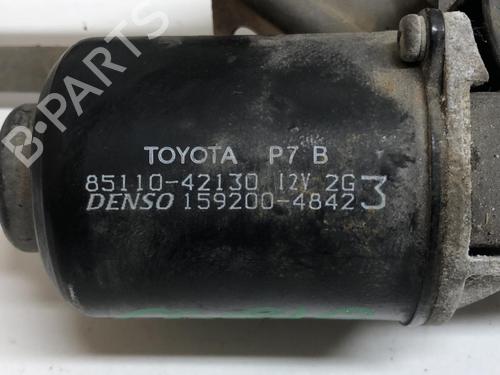 B-PARTS
TOYOTA P7 B
85110-42130 12V 2G
DENSO 159200-4842 3